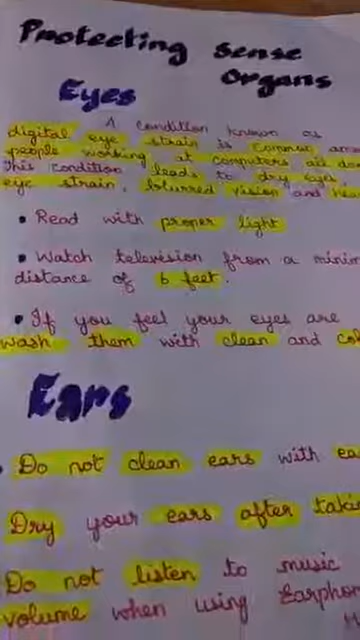 Protecting Sense
Organs
Eyes
A condition known as
digital eye strain is common
people working at computers all
This condition leads to dry eyes,
eye strain, blurred vision and
• Read with proper light
• Watch television from a
distance of 6 feet.
• If you feel your eyes are
wash them with clean and
Ears
Do not clean ears with
Dry your ears after
Do not listen to music
volume when using